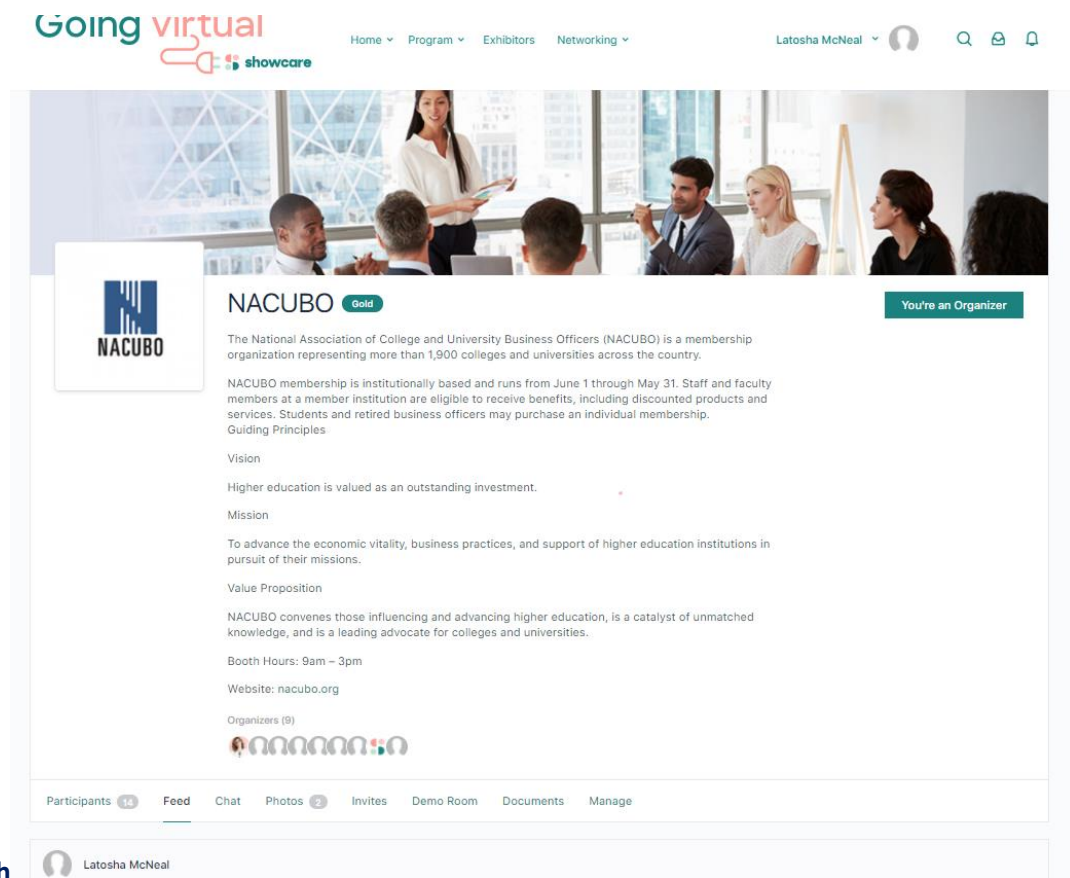 Going virtual
showcare
Home Program Exhibitors Networking
Latosha McNeal
NACUBO
NACUBO Gold
You're an Organizer
The National Association of College and University Business Officers (NACUBO) is a membership
organization representing more than 1,900 colleges and universities across the country.
NACUBO membership is institutionally based and runs from June 1 through May 31. Staff and faculty
members at a member institution are eligible to receive benefits, including discounted products and
services. Students and retired business officers may purchase an individual membership.
Guiding Principles
Vision
Higher education is valued as an outstanding investment.
Mission
To advance the economic vitality, business practices, and support of higher education institutions in
pursuit of their missions.
Value Proposition
NACUBO convenes those influencing and advancing higher education, is a catalyst of unmatched
knowledge, and is a leading advocate for colleges and universities.
Booth Hours: 9am – 3pm
Website: nacubo.org
Organizers (9)
Participants 14 Feed Chat Photos 2 Invites Demo Room Documents Manage
Latosha McNeal
h